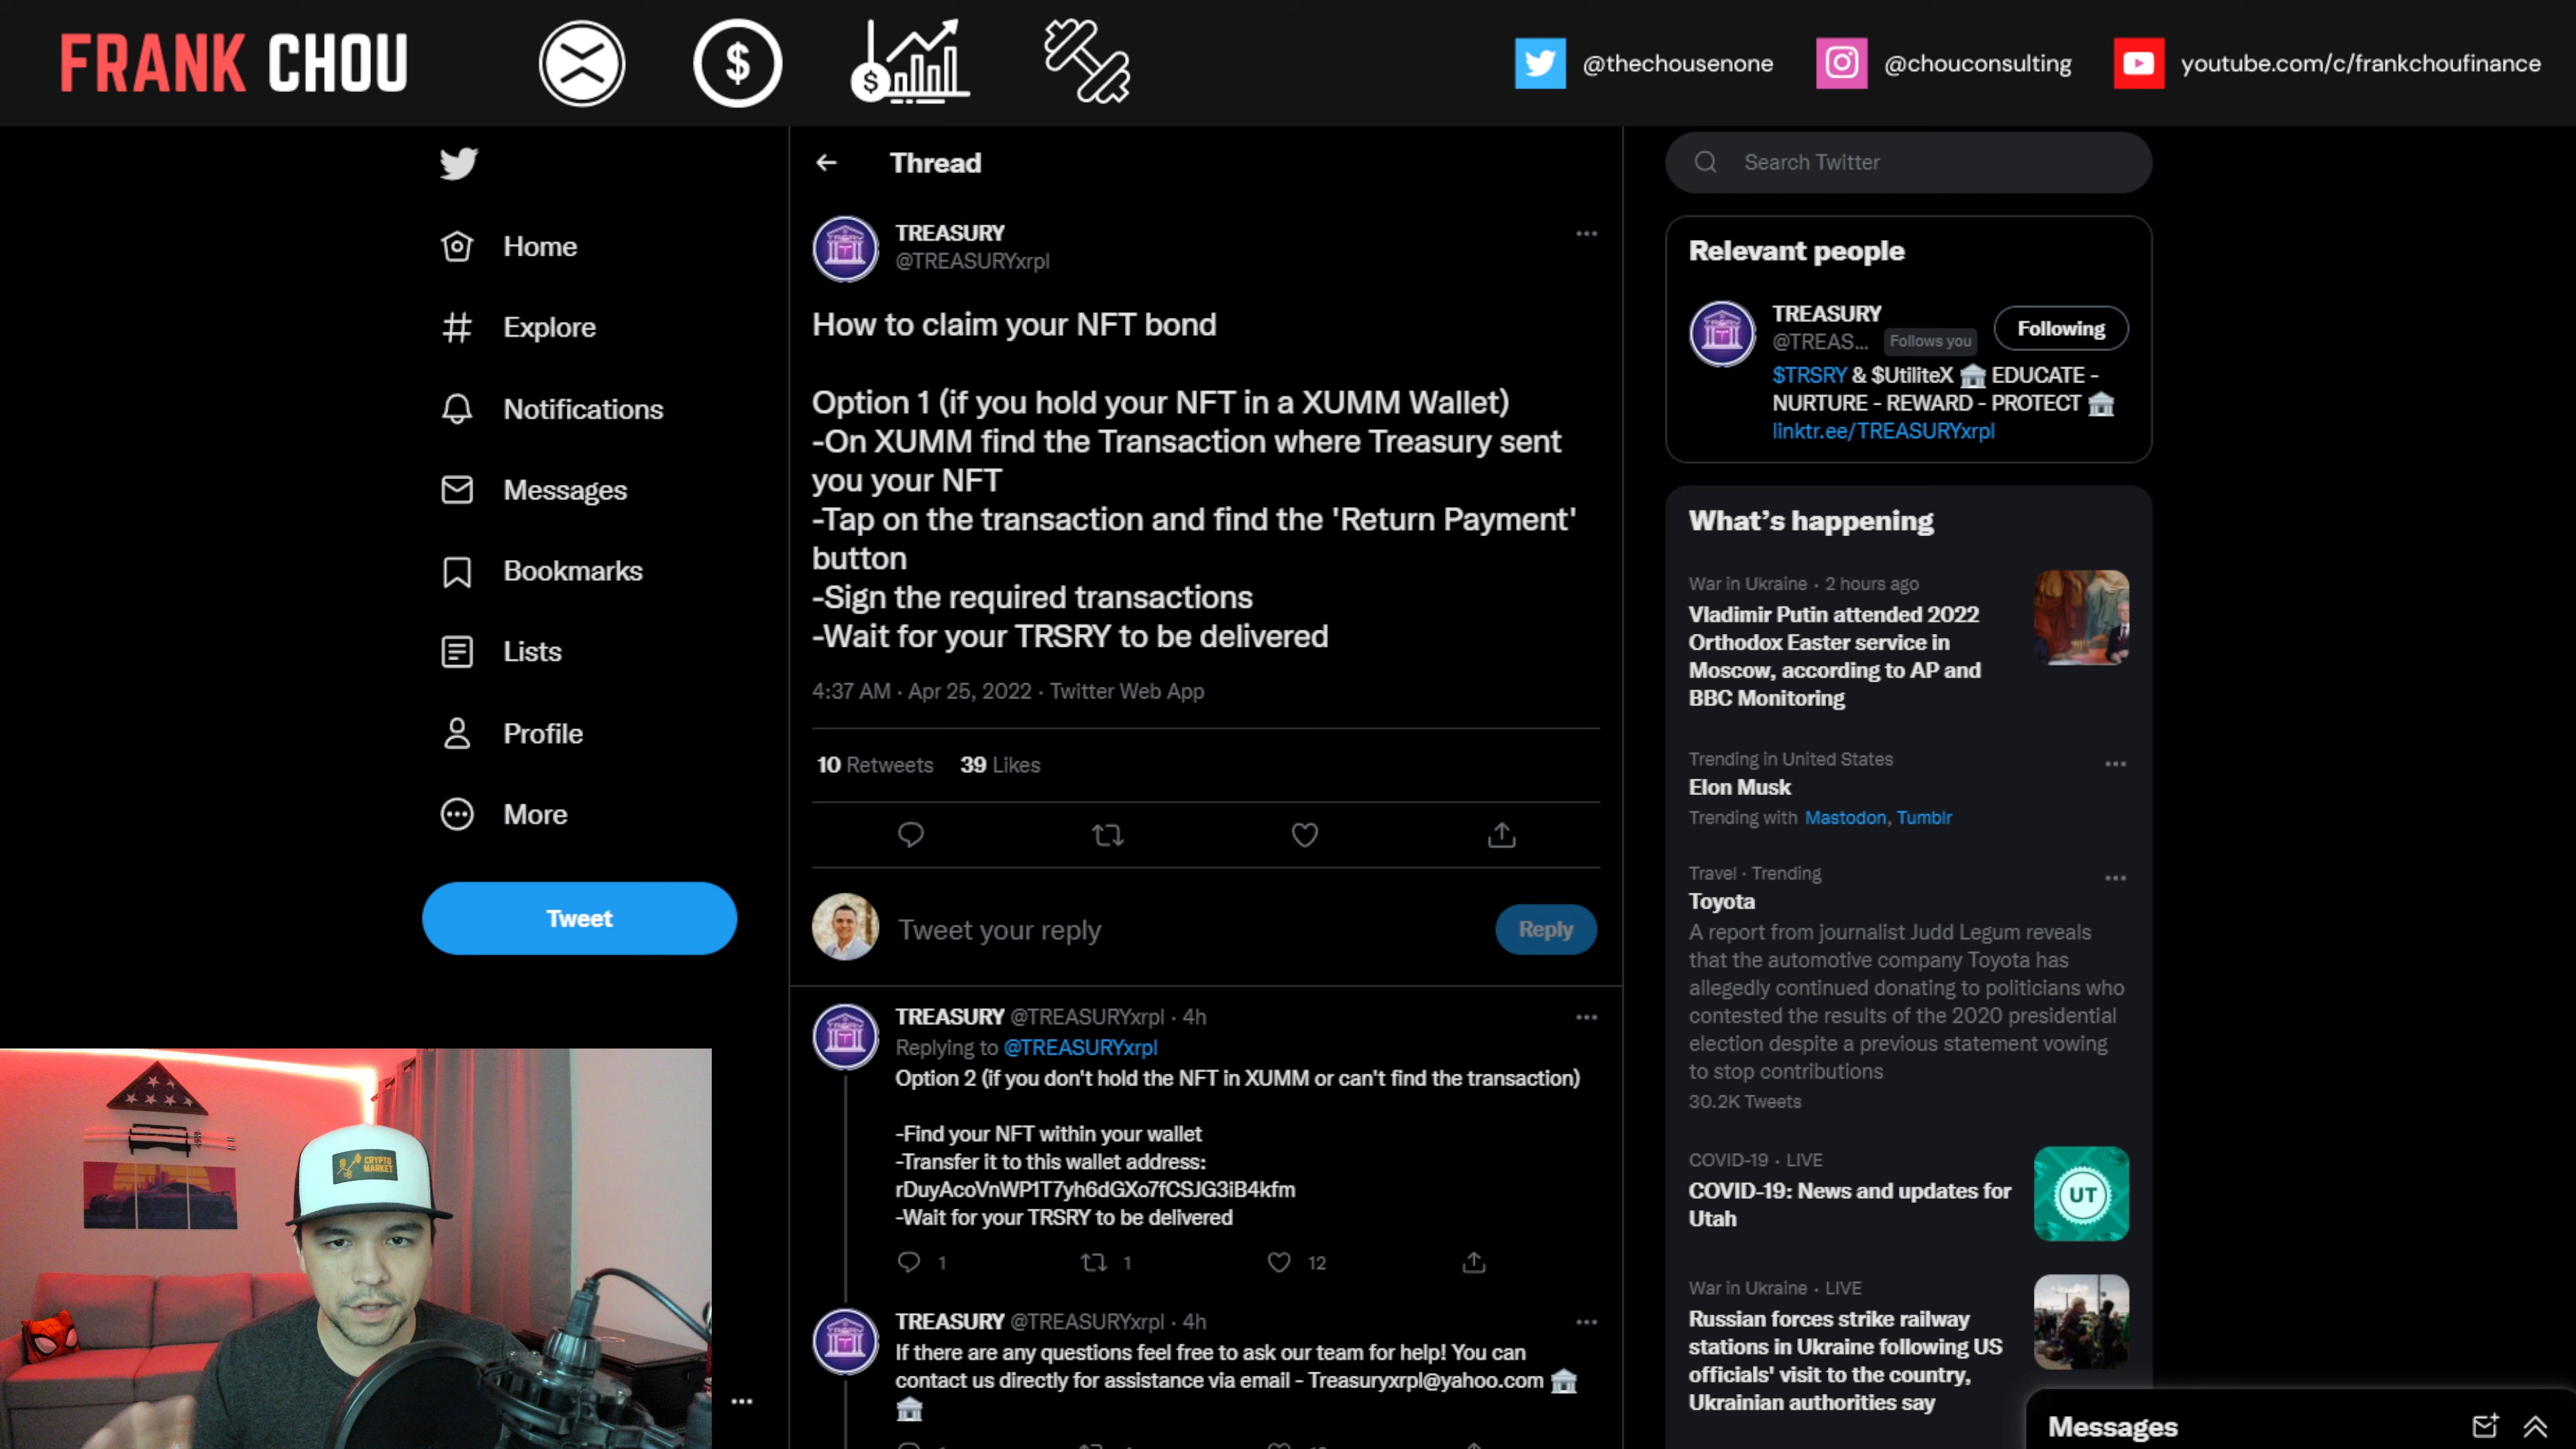 FRANK CHOU
@thechousenone
@chouconsulting
youtube.com/c/frankchoufinance
Home
Explore
Notifications
Messages
Bookmarks
Lists
Profile
More
Tweet
Thread
TREASURY
@TREASURYxrpl
How to claim your NFT bond
Option 1 (if you hold your NFT in a XUMM Wallet)
-On XUMM find the Transaction where Treasury sent
you your NFT
-Tap on the transaction and find the 'Return Payment'
button
-Sign the required transactions
-Wait for your TRSRY to be delivered
4:37 AM · Apr 25, 2022 · Twitter Web App
10 Retweets 39 Likes
Tweet your reply
Reply
TREASURY @TREASURYxrpl · 4h
Replying to @TREASURYxrpl
Option 2 (if you don't hold the NFT in XUMM or can't find the transaction)
-Find your NFT within your wallet
-Transfer it to this wallet address:
rDuyAcoVnWP1T7yh6dGXo7fCSJG3iB4kfm
-Wait for your TRSRY to be delivered
1 1 12
TREASURY @TREASURYxrpl · 4h
If there are any questions feel free to ask our team for help! You can
contact us directly for assistance via email - Treasuryxrpl@yahoo.com
Search Twitter
Relevant people
TREASURY
@TREAS... Follows you
Following
$TRSRY & $UtiliteX EDUCATE -
NURTURE - REWARD - PROTECT
linktr.ee/TREASURYxrpl
What's happening
War in Ukraine · 2 hours ago
Vladimir Putin attended 2022
Orthodox Easter service in
Moscow, according to AP and
BBC Monitoring
Trending in United States
Elon Musk
Trending with Mastodon, Tumblr
Travel · Trending
Toyota
A report from journalist Judd Legum reveals
that the automotive company Toyota has
allegedly continued donating to politicians who
contested the results of the 2020 presidential
election despite a previous statement vowing
to stop contributions
30.2K Tweets
COVID-19 · LIVE
COVID-19: News and updates for
Utah
UT
War in Ukraine · LIVE
Russian forces strike railway
stations in Ukraine following US
officials' visit to the country,
Ukrainian authorities say
Messages
CRYPTO
MARKET